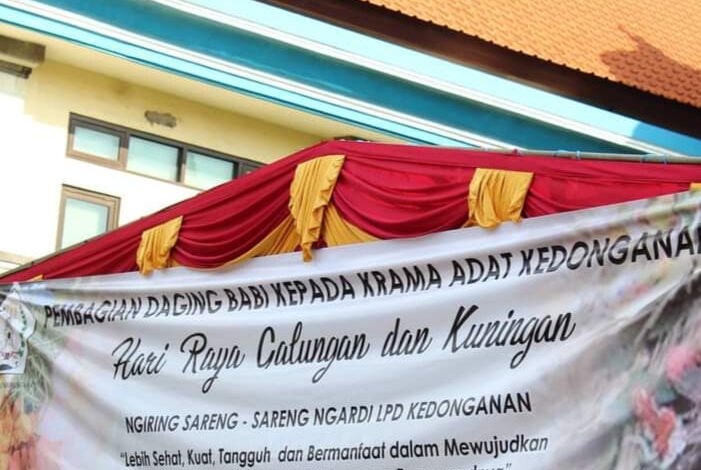 PEMBAGIAN DAGING BABI KEPADA KRAMA ADAT KEDONGANAN
Hari Raya Galungan dan Kuningan
NGIRING SARENG - SARENG NGARDI LPD KEDONGANAN
"Lebih Sehat, Kuat, Tangguh dan Bermanfaat dalam Mewujudkan